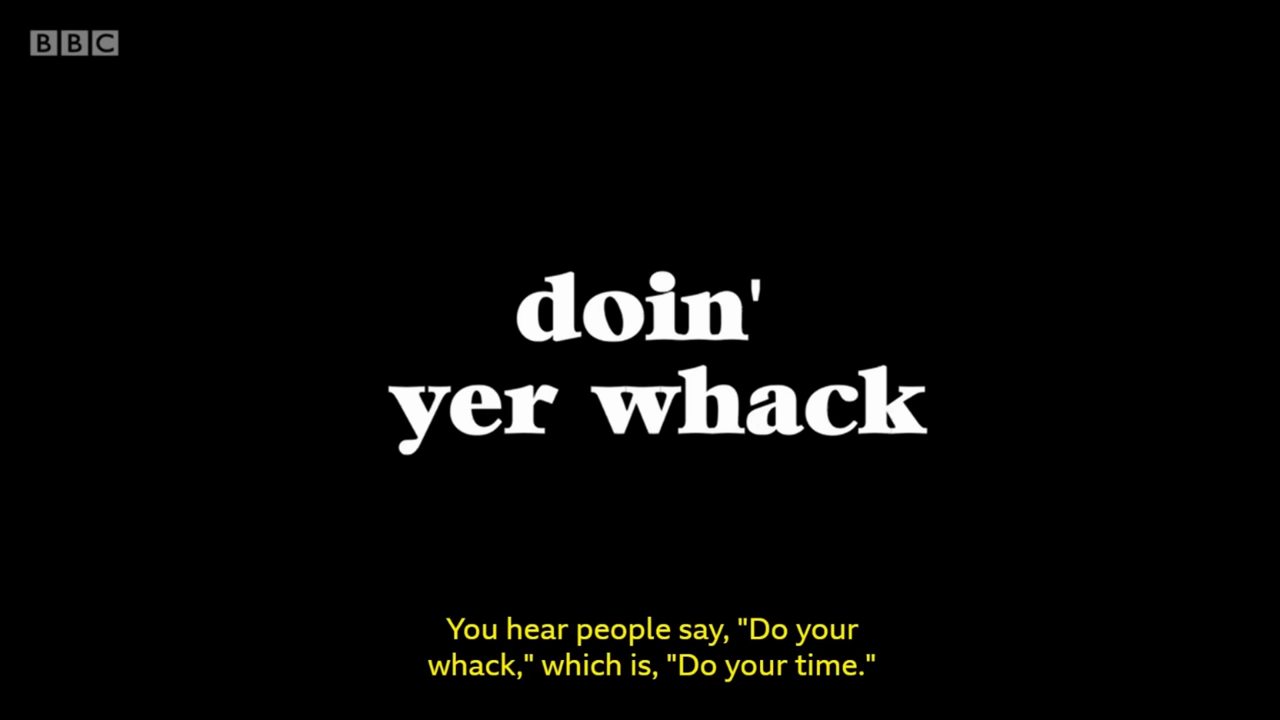 BBC
doin'
yer whack
You hear people say, "Do your
whack," which is, "Do your time."